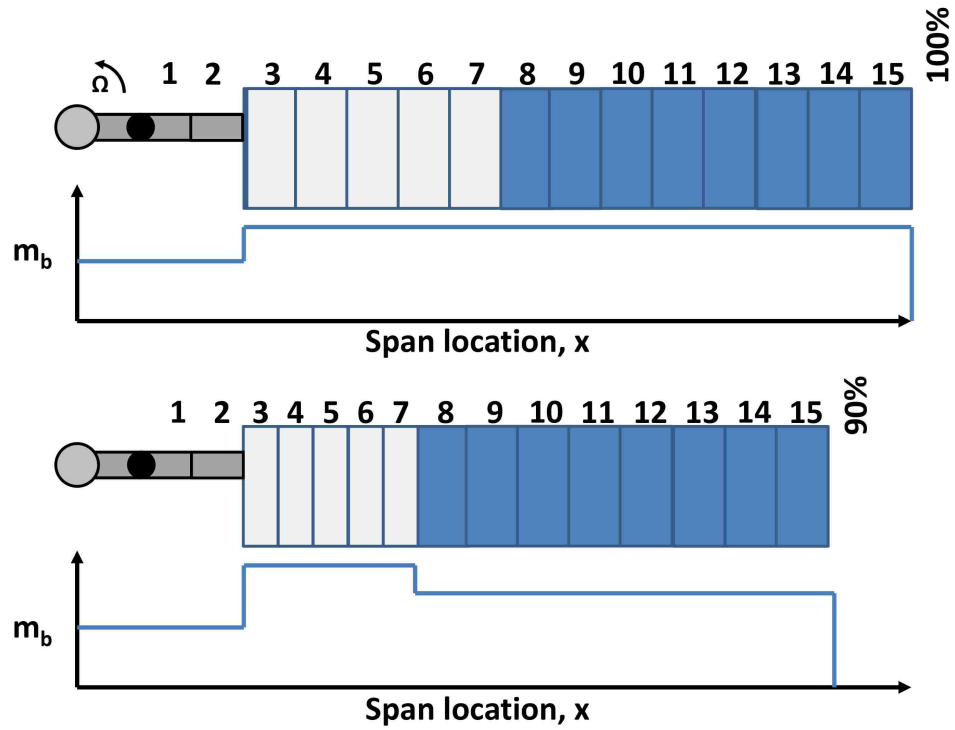 Ω 1 2 3 4 5 6 7 8 9 10 11 12 13 14 15 100%
m_b
Span location, x
1 2 3 4 5 6 7 8 9 10 11 12 13 14 15 90%
m_b
Span location, x